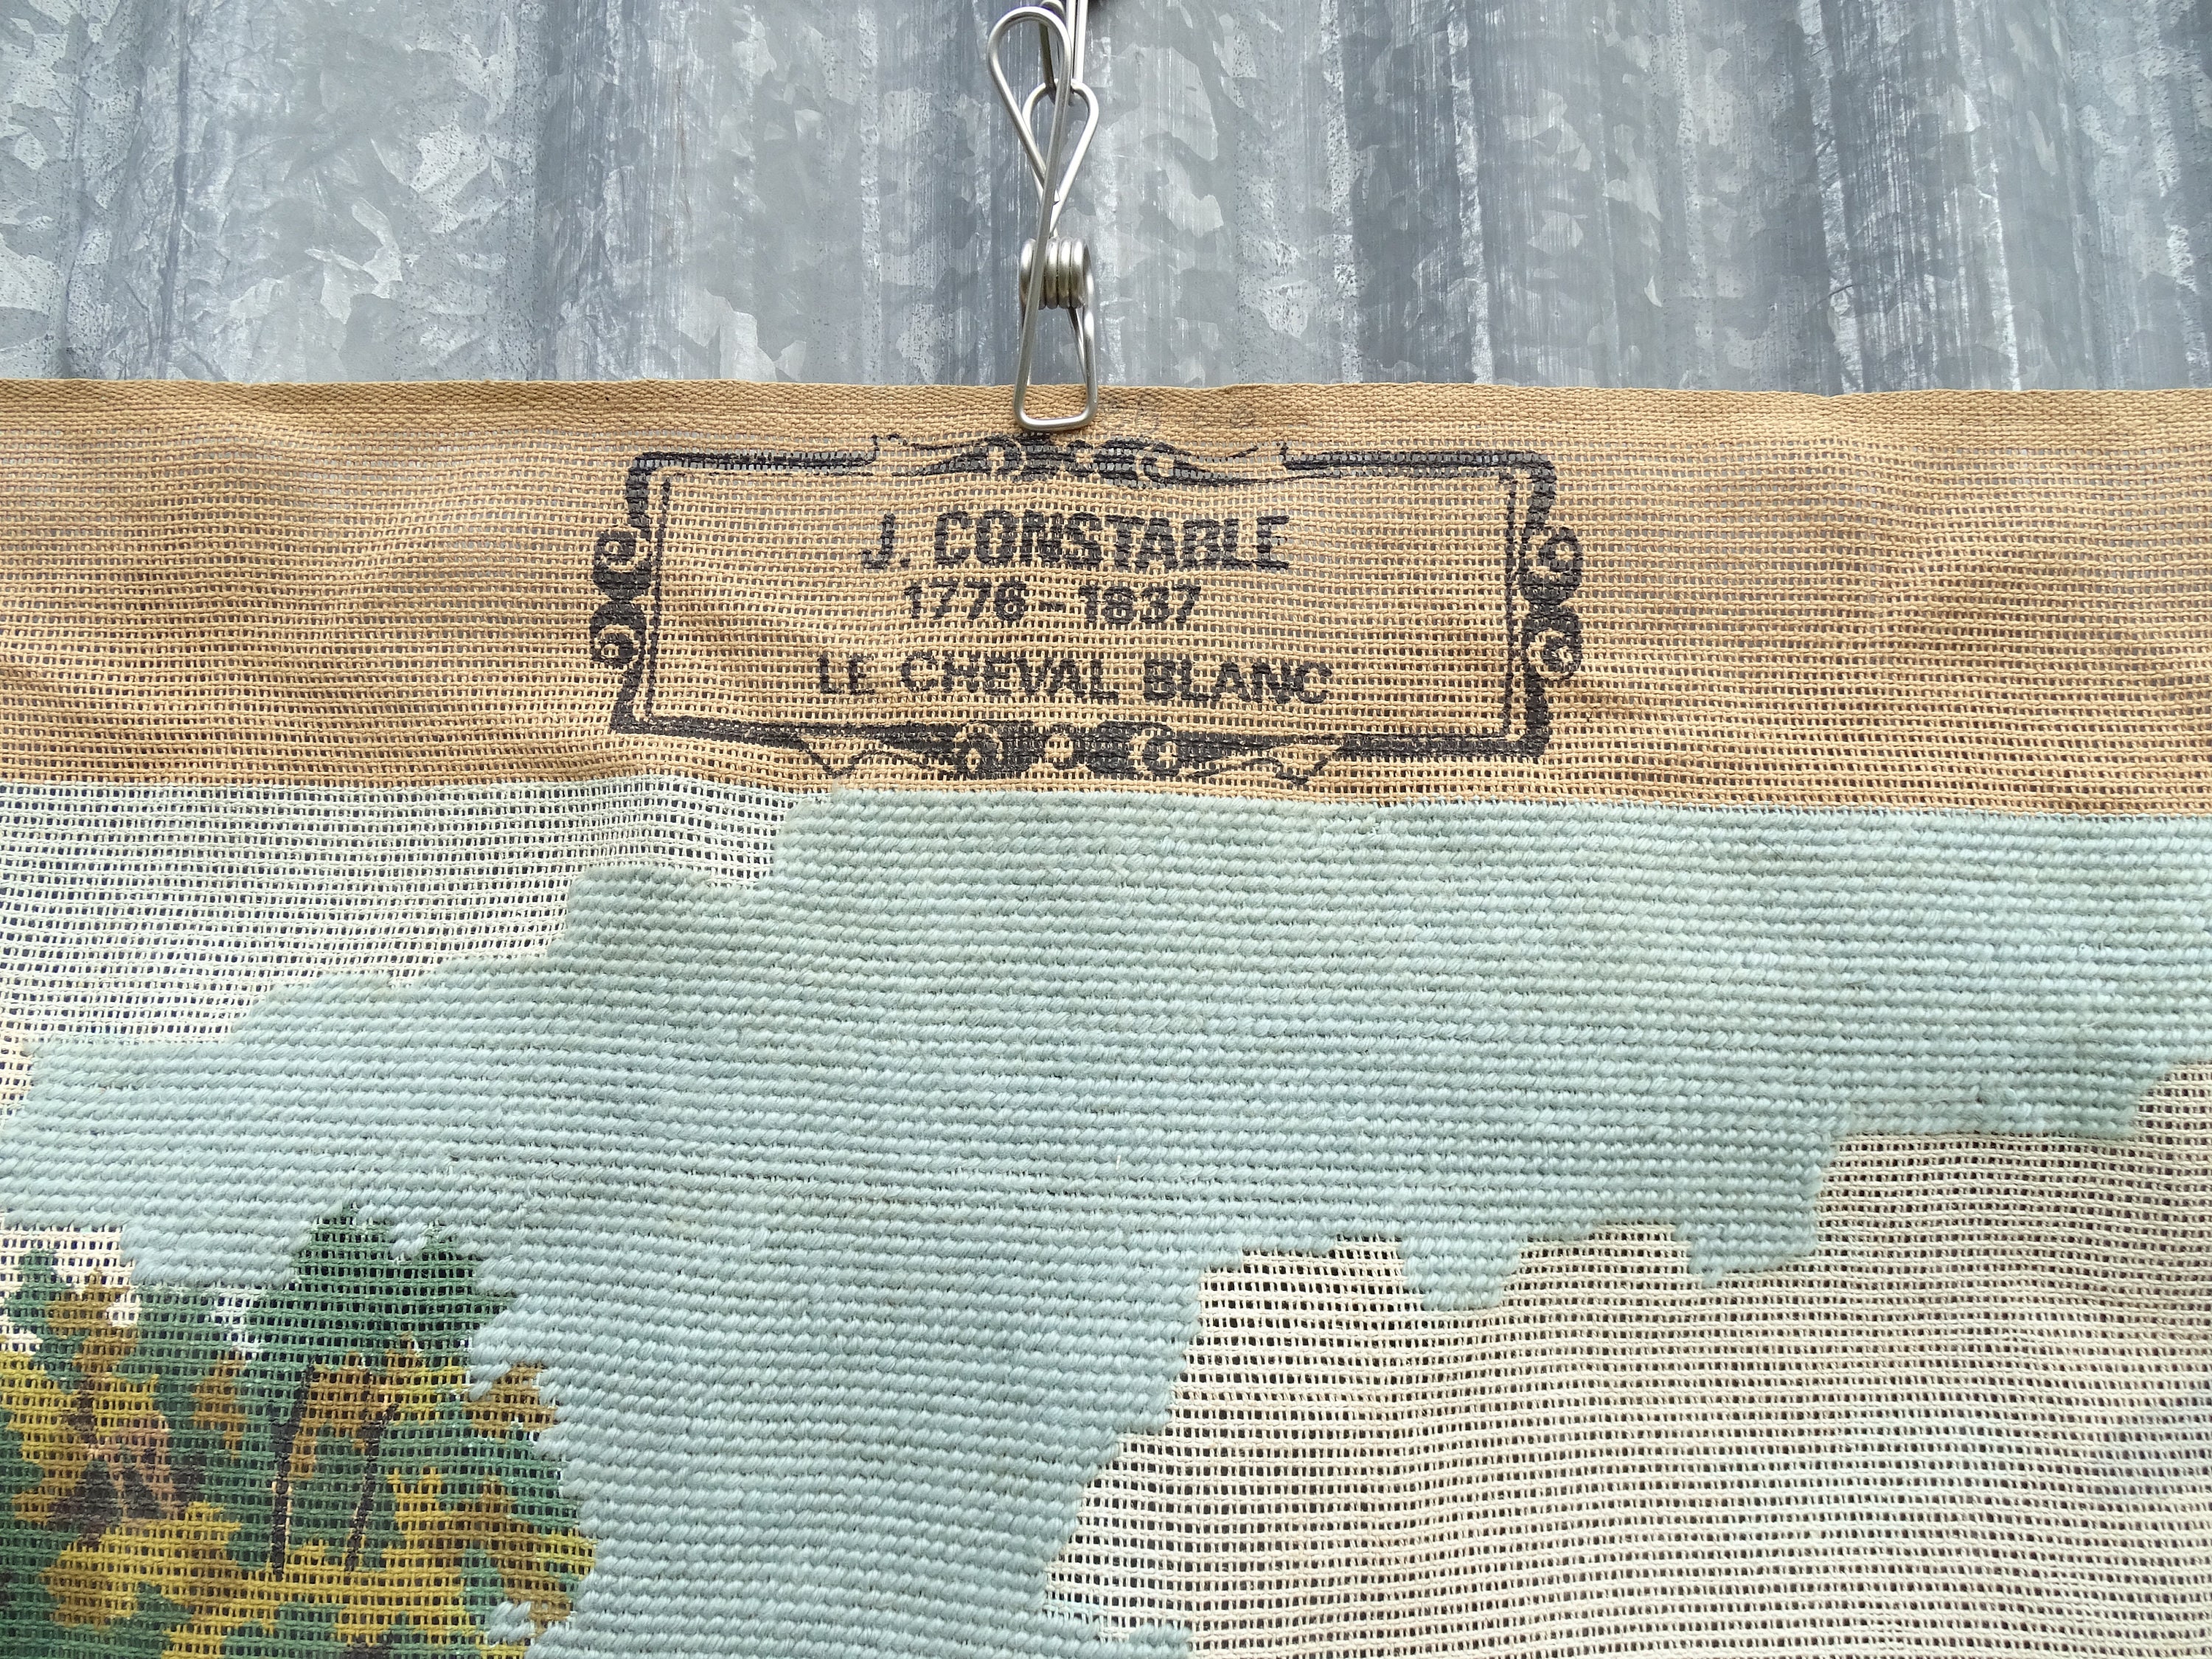 J. CONSTABLE
1776 - 1837
LE CHEVAL BLANC